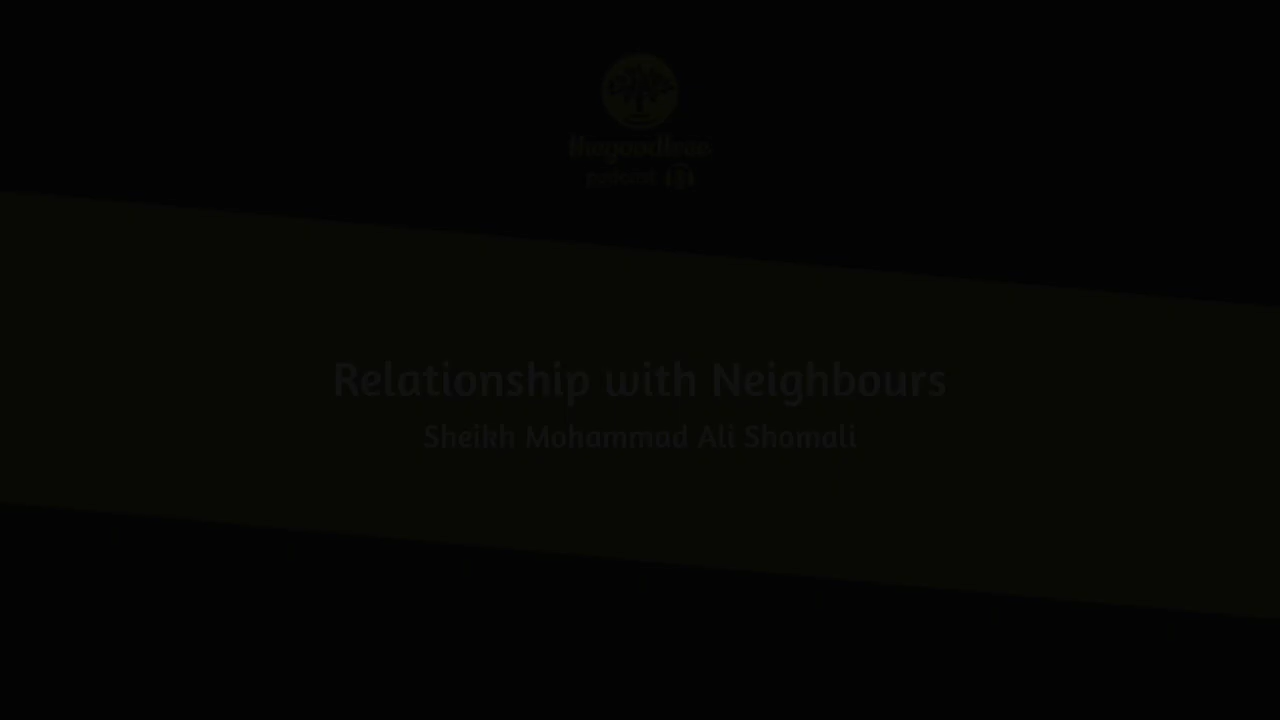 thegoodtree
podcast
Relationship with Neighbours
Sheikh Mohammad Ali Shomali